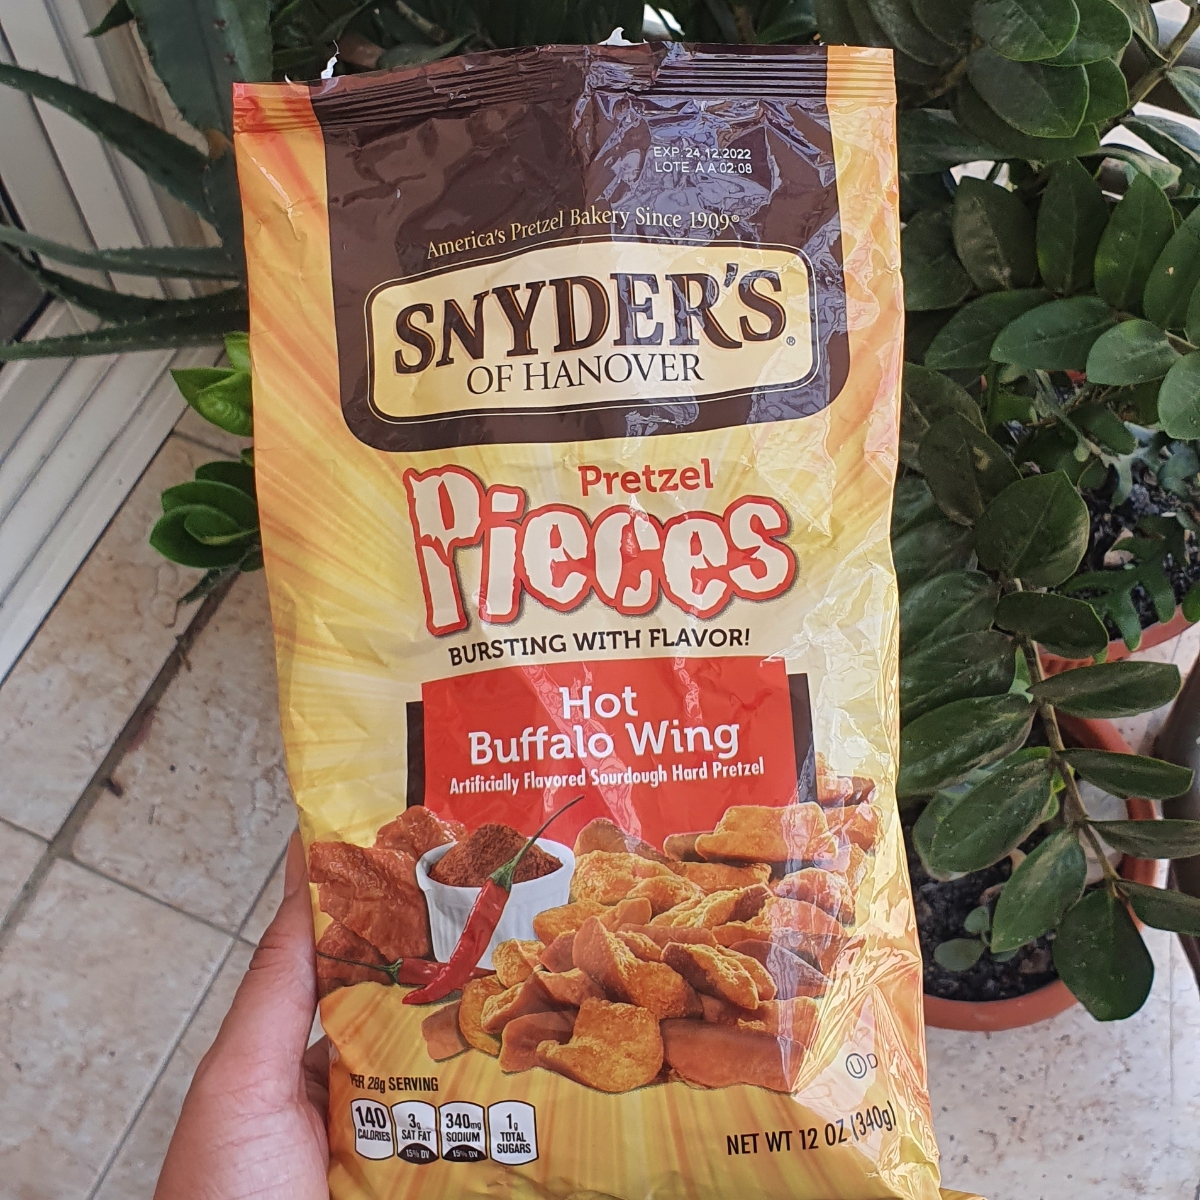 EXP. 24.12.2022
LOTE A A 02:08
America's Pretzel Bakery Since 1909®
SNYDER'S®
OF HANOVER
Pretzel
Pieces
BURSTING WITH FLAVOR!
Hot
Buffalo Wing
Artificially Flavored Sourdough Hard Pretzel
U D
PER 28g SERVING
140 CALORIES
3g SAT FAT 15% DV
340mg SODIUM 15% DV
1g TOTAL SUGARS
NET WT 12 OZ (340g)